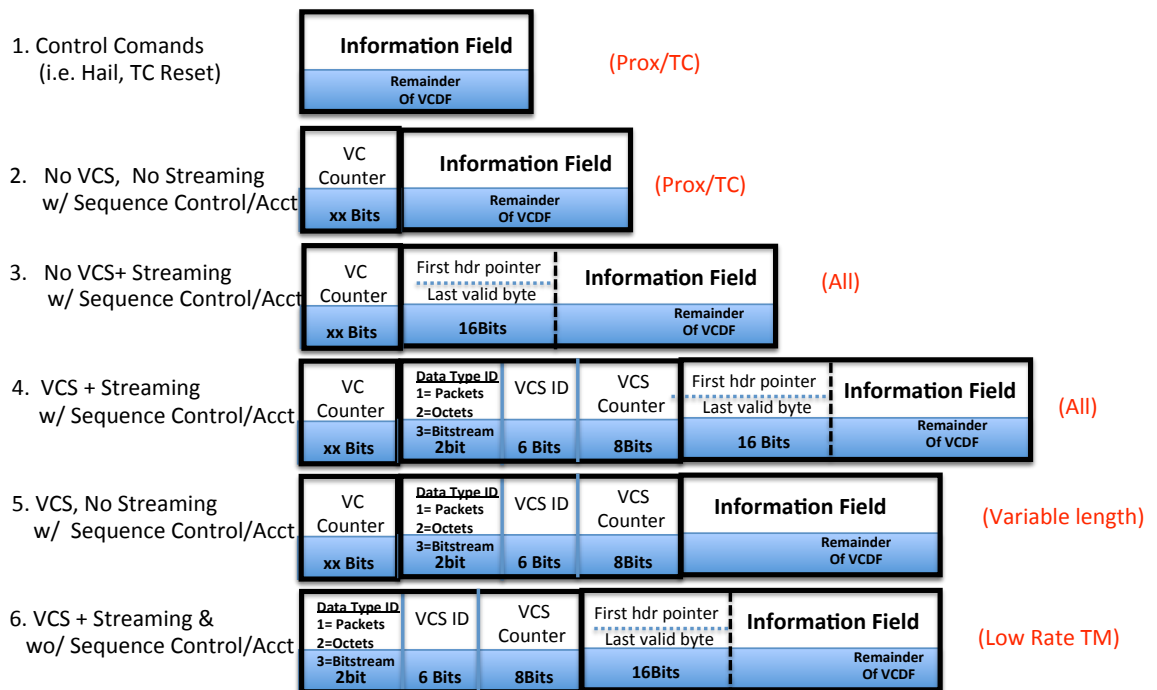 1. Control Comands
(i.e. Hail, TC Reset)
Information Field
Remainder
Of VCDF
(Prox/TC)
2. No VCS, No Streaming
w/ Sequence Control/Acct
VC
Counter
xx Bits
Information Field
Remainder
Of VCDF
(Prox/TC)
3. No VCS+ Streaming
w/ Sequence Control/Acct
VC
Counter
xx Bits
First hdr pointer
Last valid byte
16Bits
Information Field
Remainder
Of VCDF
(All)
4. VCS + Streaming
w/ Sequence Control/Acct
VC
Counter
xx Bits
Data Type ID
1= Packets
2=Octets
3=Bitstream
2bit
VCS ID
6 Bits
VCS
Counter
8Bits
First hdr pointer
Last valid byte
16 Bits
Information Field
Remainder
Of VCDF
(All)
5. VCS, No Streaming
w/ Sequence Control/Acct
VC
Counter
xx Bits
Data Type ID
1= Packets
2=Octets
3=Bitstream
2bit
VCS ID
6 Bits
VCS
Counter
8Bits
Information Field
Remainder
Of VCDF
(Variable length)
6. VCS + Streaming &
wo/ Sequence Control/Acct
Data Type ID
1= Packets
2=Octets
3=Bitstream
2bit
VCS ID
6 Bits
VCS
Counter
8Bits
First hdr pointer
Last valid byte
16Bits
Information Field
Remainder
Of VCDF
(Low Rate TM)